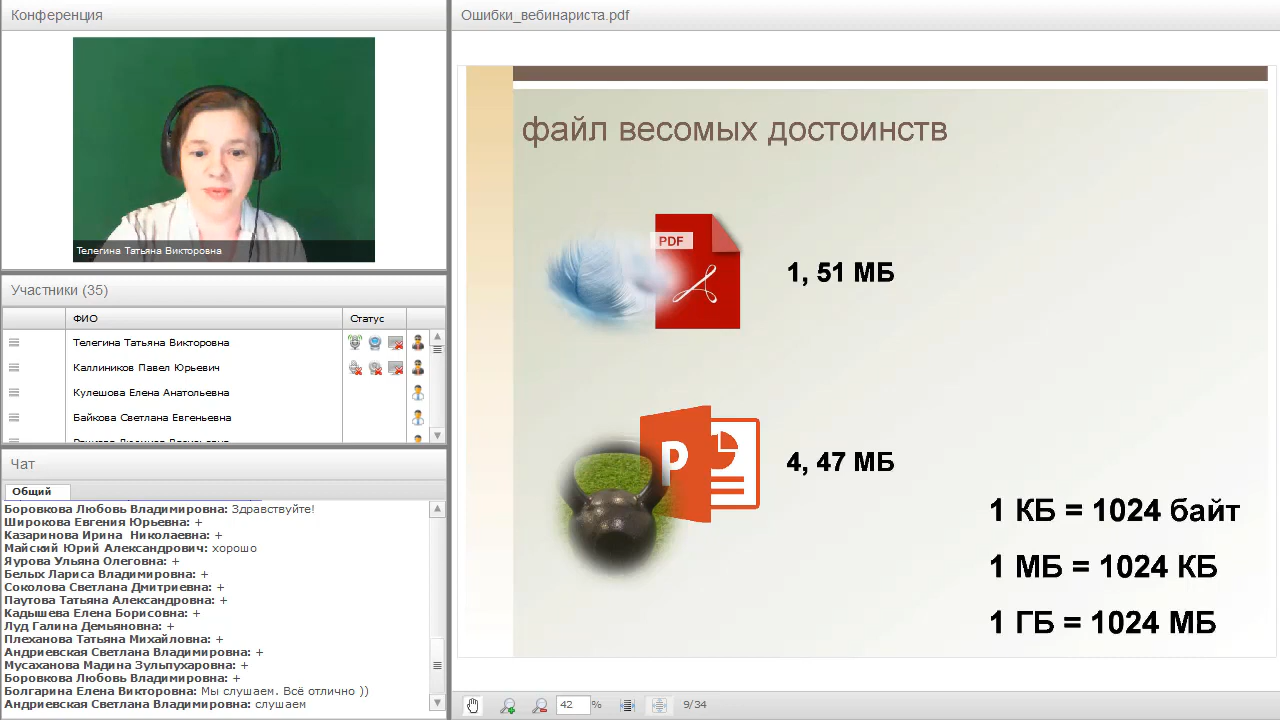 Конференция
Телегина Татьяна Викторовна
Участники (35)
ФИО
Статус
Телегина Татьяна Викторовна
Каллиников Павел Юрьевич
Кулешова Елена Анатольевна
Байкова Светлана Евгеньевна
Чат
Общий
Боровкова Любовь Владимировна: Здравствуйте!
Широкова Евгения Юрьевна: +
Казаринова Ирина Николаевна: +
Майский Юрий Александрович: хорошо
Яурова Ульяна Олеговна: +
Белых Лариса Владимировна: +
Соколова Светлана Дмитриевна: +
Паутова Татьяна Александровна: +
Кадышева Елена Борисовна: +
Луд Галина Демьяновна: +
Плеханова Татьяна Михайловна: +
Андриевская Светлана Владимировна: +
Мусаханова Мадина Зульпухаровна: +
Боровкова Любовь Владимировна: +
Болгарина Елена Викторовна: Мы слушаем. Всё отлично ))
Андриевская Светлана Владимировна: слушаем
Ошибки_вебинариста.pdf
файл весомых достоинств
PDF
1, 51 МБ
P
4, 47 МБ
1 КБ = 1024 байт
1 МБ = 1024 КБ
1 ГБ = 1024 МБ
42 %
9/34